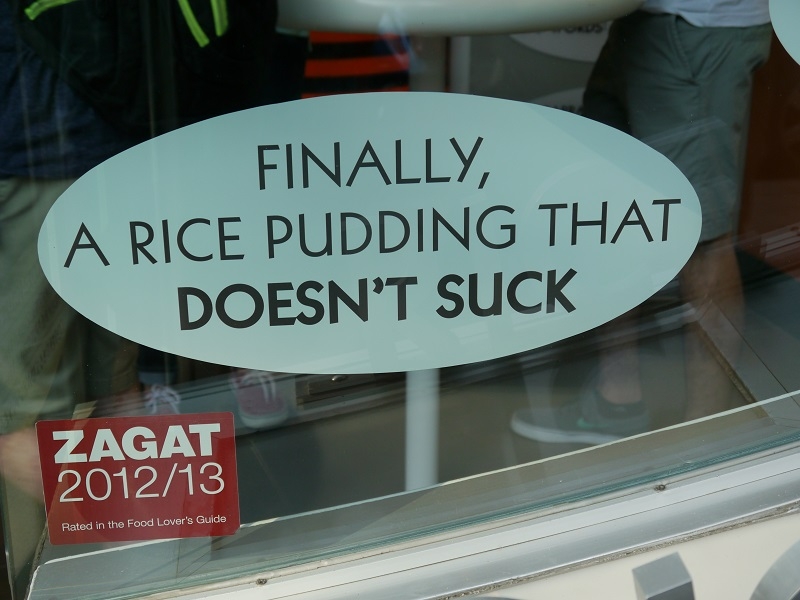 FINALLY,
A RICE PUDDING THAT
DOESN'T SUCK
ZAGAT
2012/13
Rated in the Food Lover's Guide